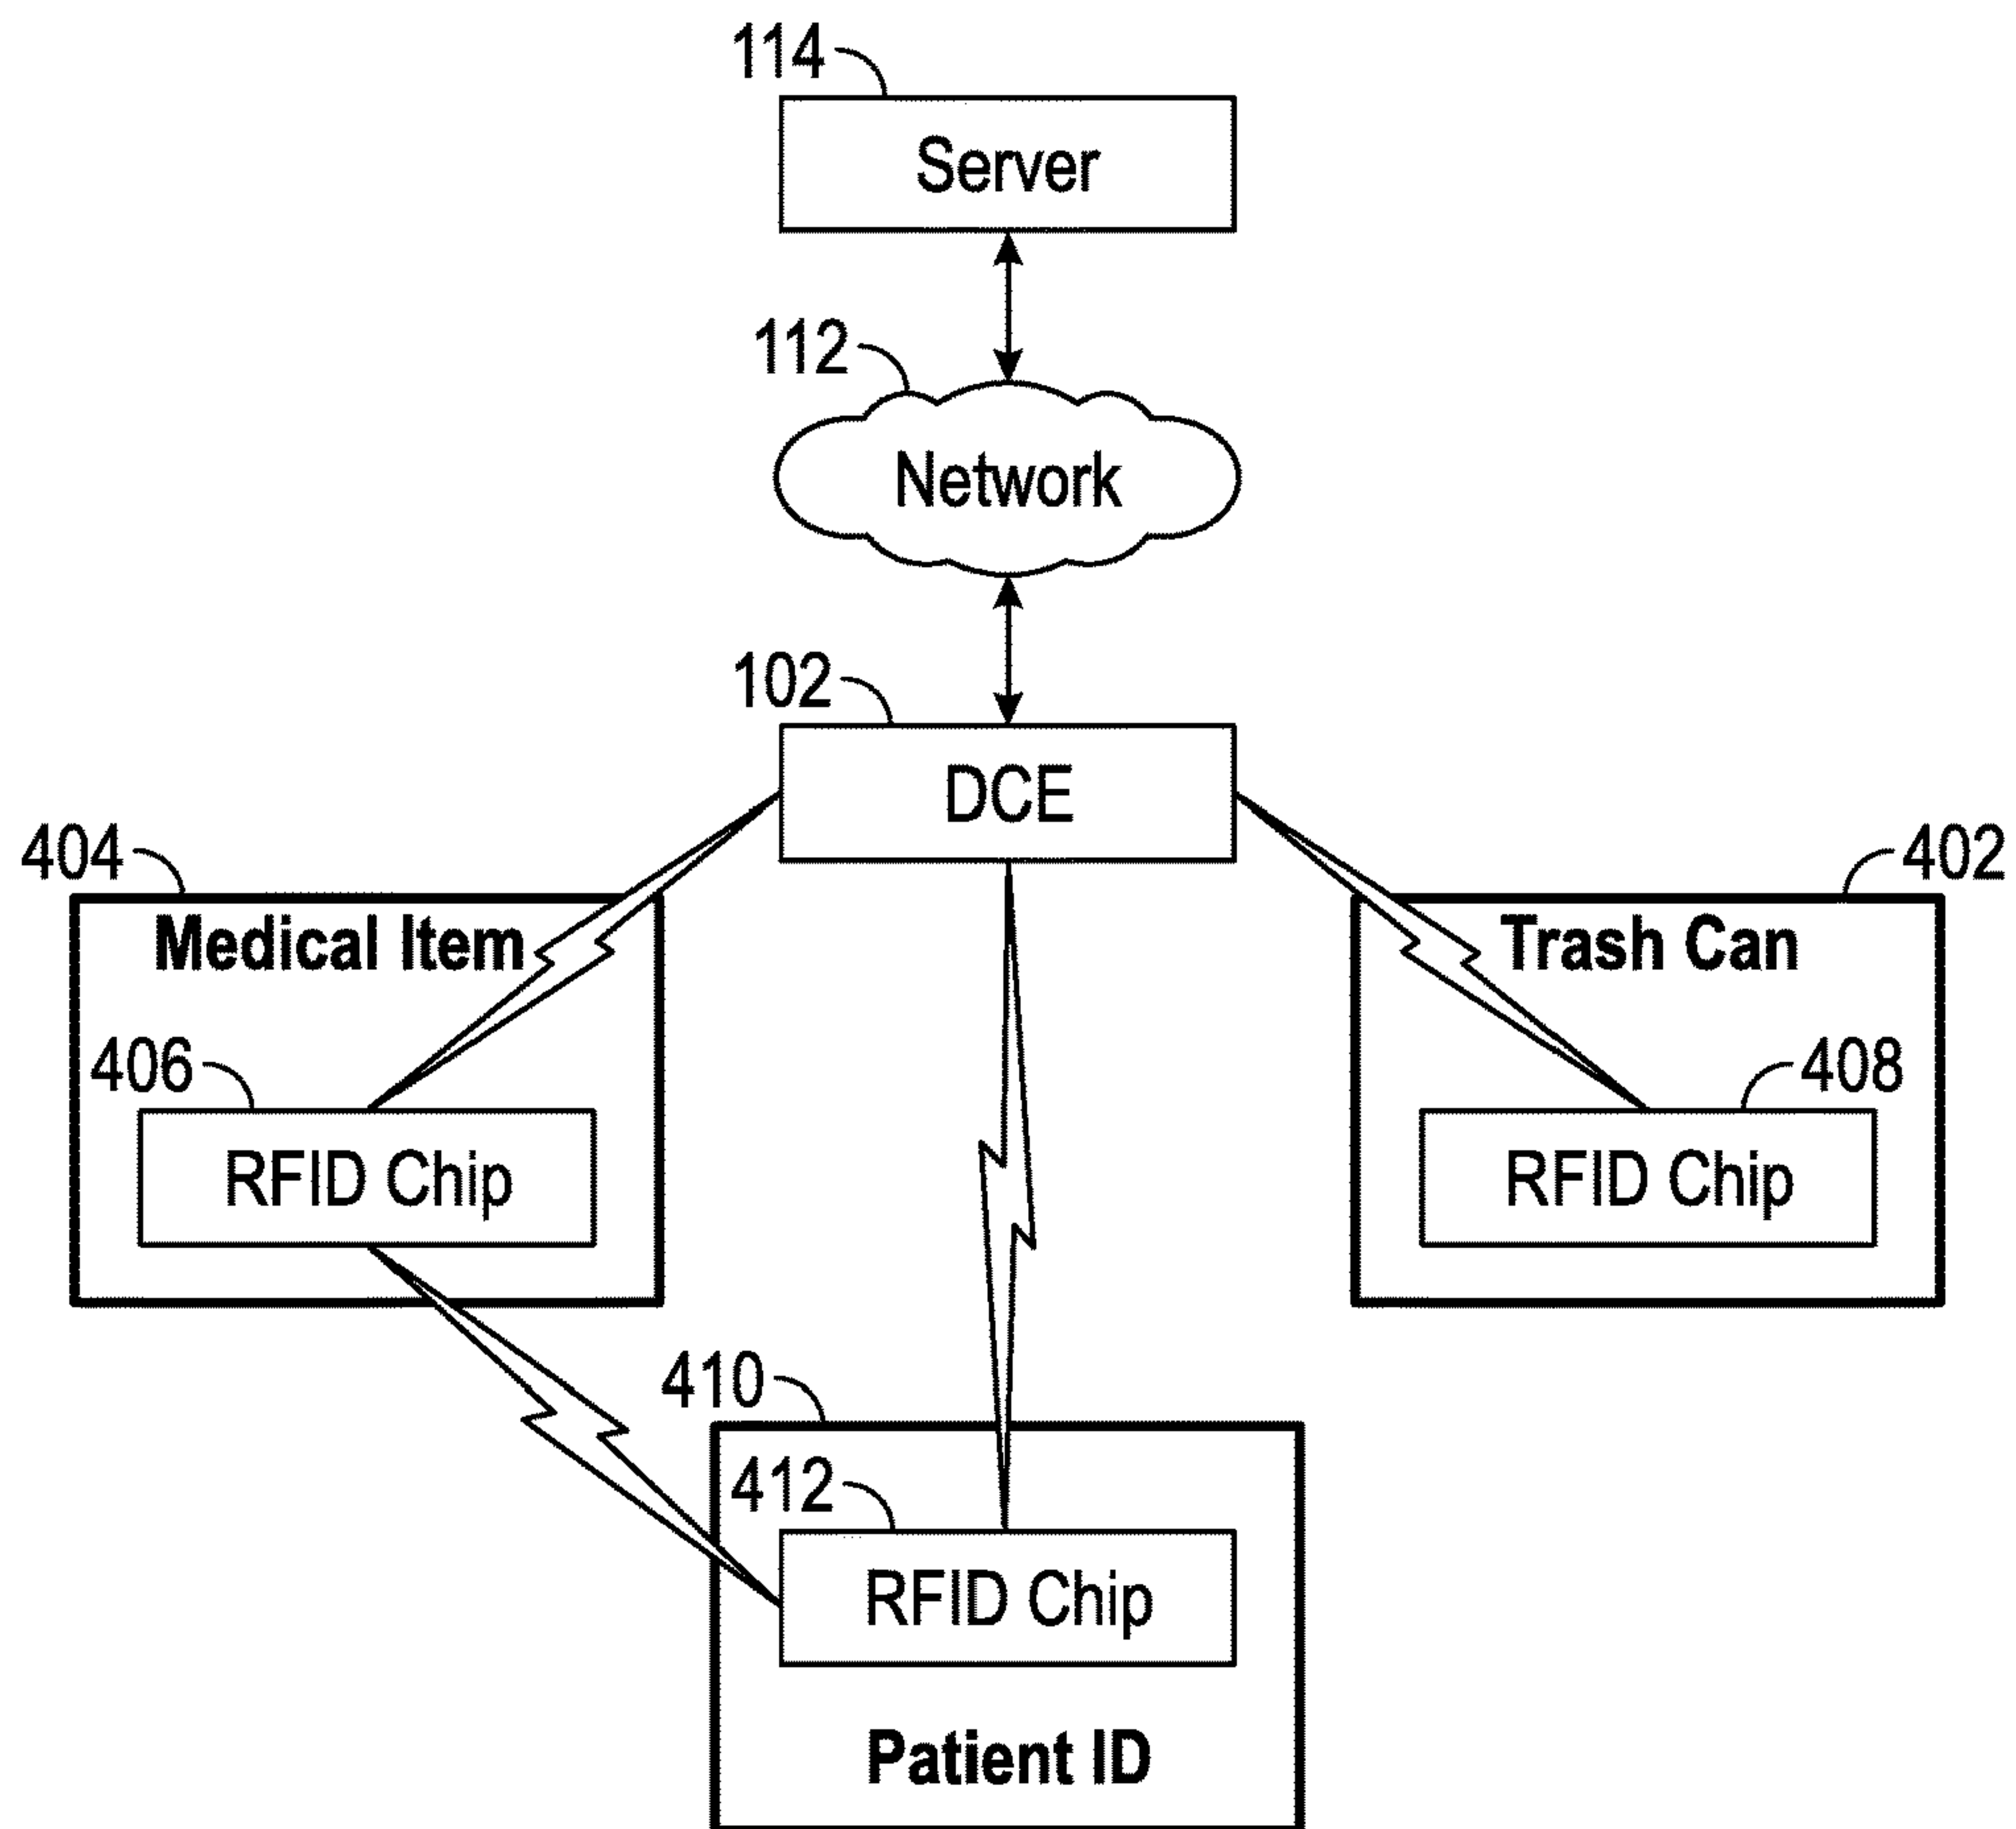 114
Server
112
Network
102
DCE
404
Medical Item
406
RFID Chip
402
Trash Can
408
RFID Chip
410
412
RFID Chip
Patient ID